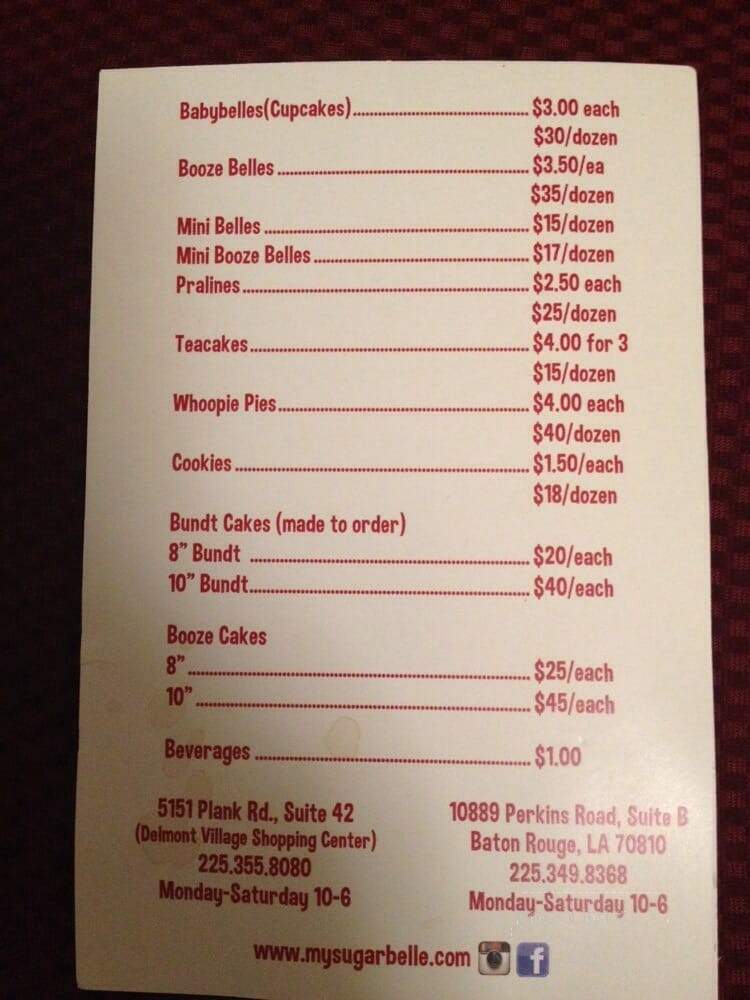 Babybelles(Cupcakes)................................ $3.00 each
$30/dozen
Booze Belles................................ $3.50/ea
$35/dozen
Mini Belles................................ $15/dozen
Mini Booze Belles................................ $17/dozen
Pralines................................ $2.50 each
$25/dozen
Teacakes................................ $4.00 for 3
$15/dozen
Whoopie Pies................................ $4.00 each
$40/dozen
Cookies................................ $1.50/each
$18/dozen
Bundt Cakes (made to order)
8” Bundt ................................ $20/each
10” Bundt................................ $40/each
Booze Cakes
8”................................ $25/each
10”................................ $45/each
Beverages................................ $1.00
5151 Plank Rd., Suite 42
(Delmont Village Shopping Center)
225.355.8080
Monday-Saturday 10-6
10889 Perkins Road, Suite B
Baton Rouge, LA 70810
225.349.8368
Monday-Saturday 10-6
www.mysugarbelle.com f